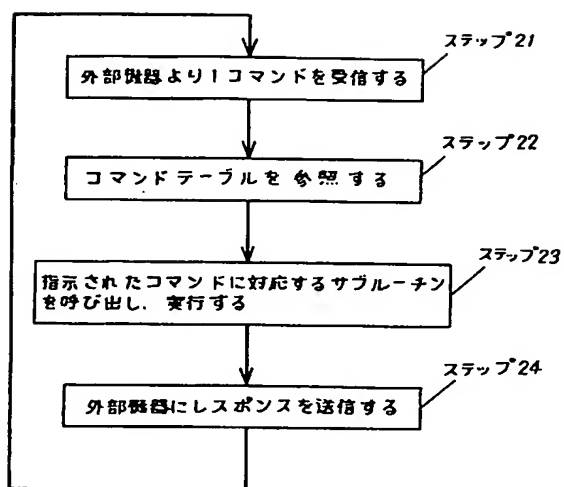 ステップ21
外部機器より1コマンドを受信する
ステップ22
コマンドテーブルを参照する
ステップ23
指示されたコマンドに対応するサブルーチン
を呼び出し、実行する
ステップ24
外部機器にレスポンスを送信する